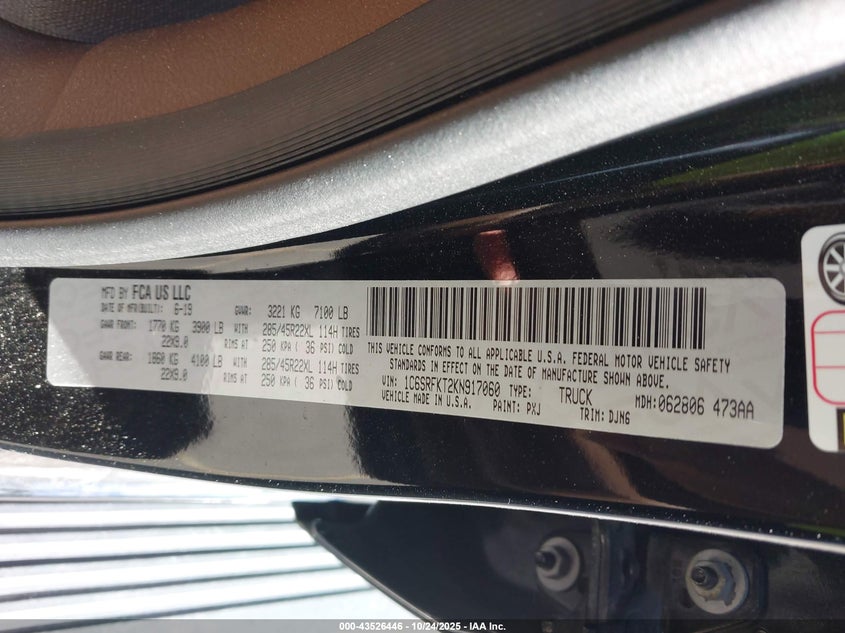 MFD BY FCA US LLC
DATE OF MFR(BUILT): 6-19 GVWR: 3221 KG 7100 LB
GAWR FRONT: 1770 KG 3900 LB WITH 285/45R22XL 114H TIRES
22X9.0 RIMS AT 250 KPA ( 36 PSI) COLD
GAWR REAR: 1860 KG 4100 LB WITH 285/45R22XL 114H TIRES
22X9.0 RIMS AT 250 KPA ( 36 PSI) COLD
THIS VEHICLE CONFORMS TO ALL APPLICABLE U.S.A. FEDERAL MOTOR VEHICLE SAFETY
STANDARDS IN EFFECT ON THE DATE OF MANUFACTURE SHOWN ABOVE.
VIN: 1C6SRFKT2KN917060 TYPE: TRUCK MDH:062806 473AA
VEHICLE MADE IN U.S.A. PAINT: PXJ TRIM: DJN6
000-43526446 - 10/24/2025 - IAA Inc.